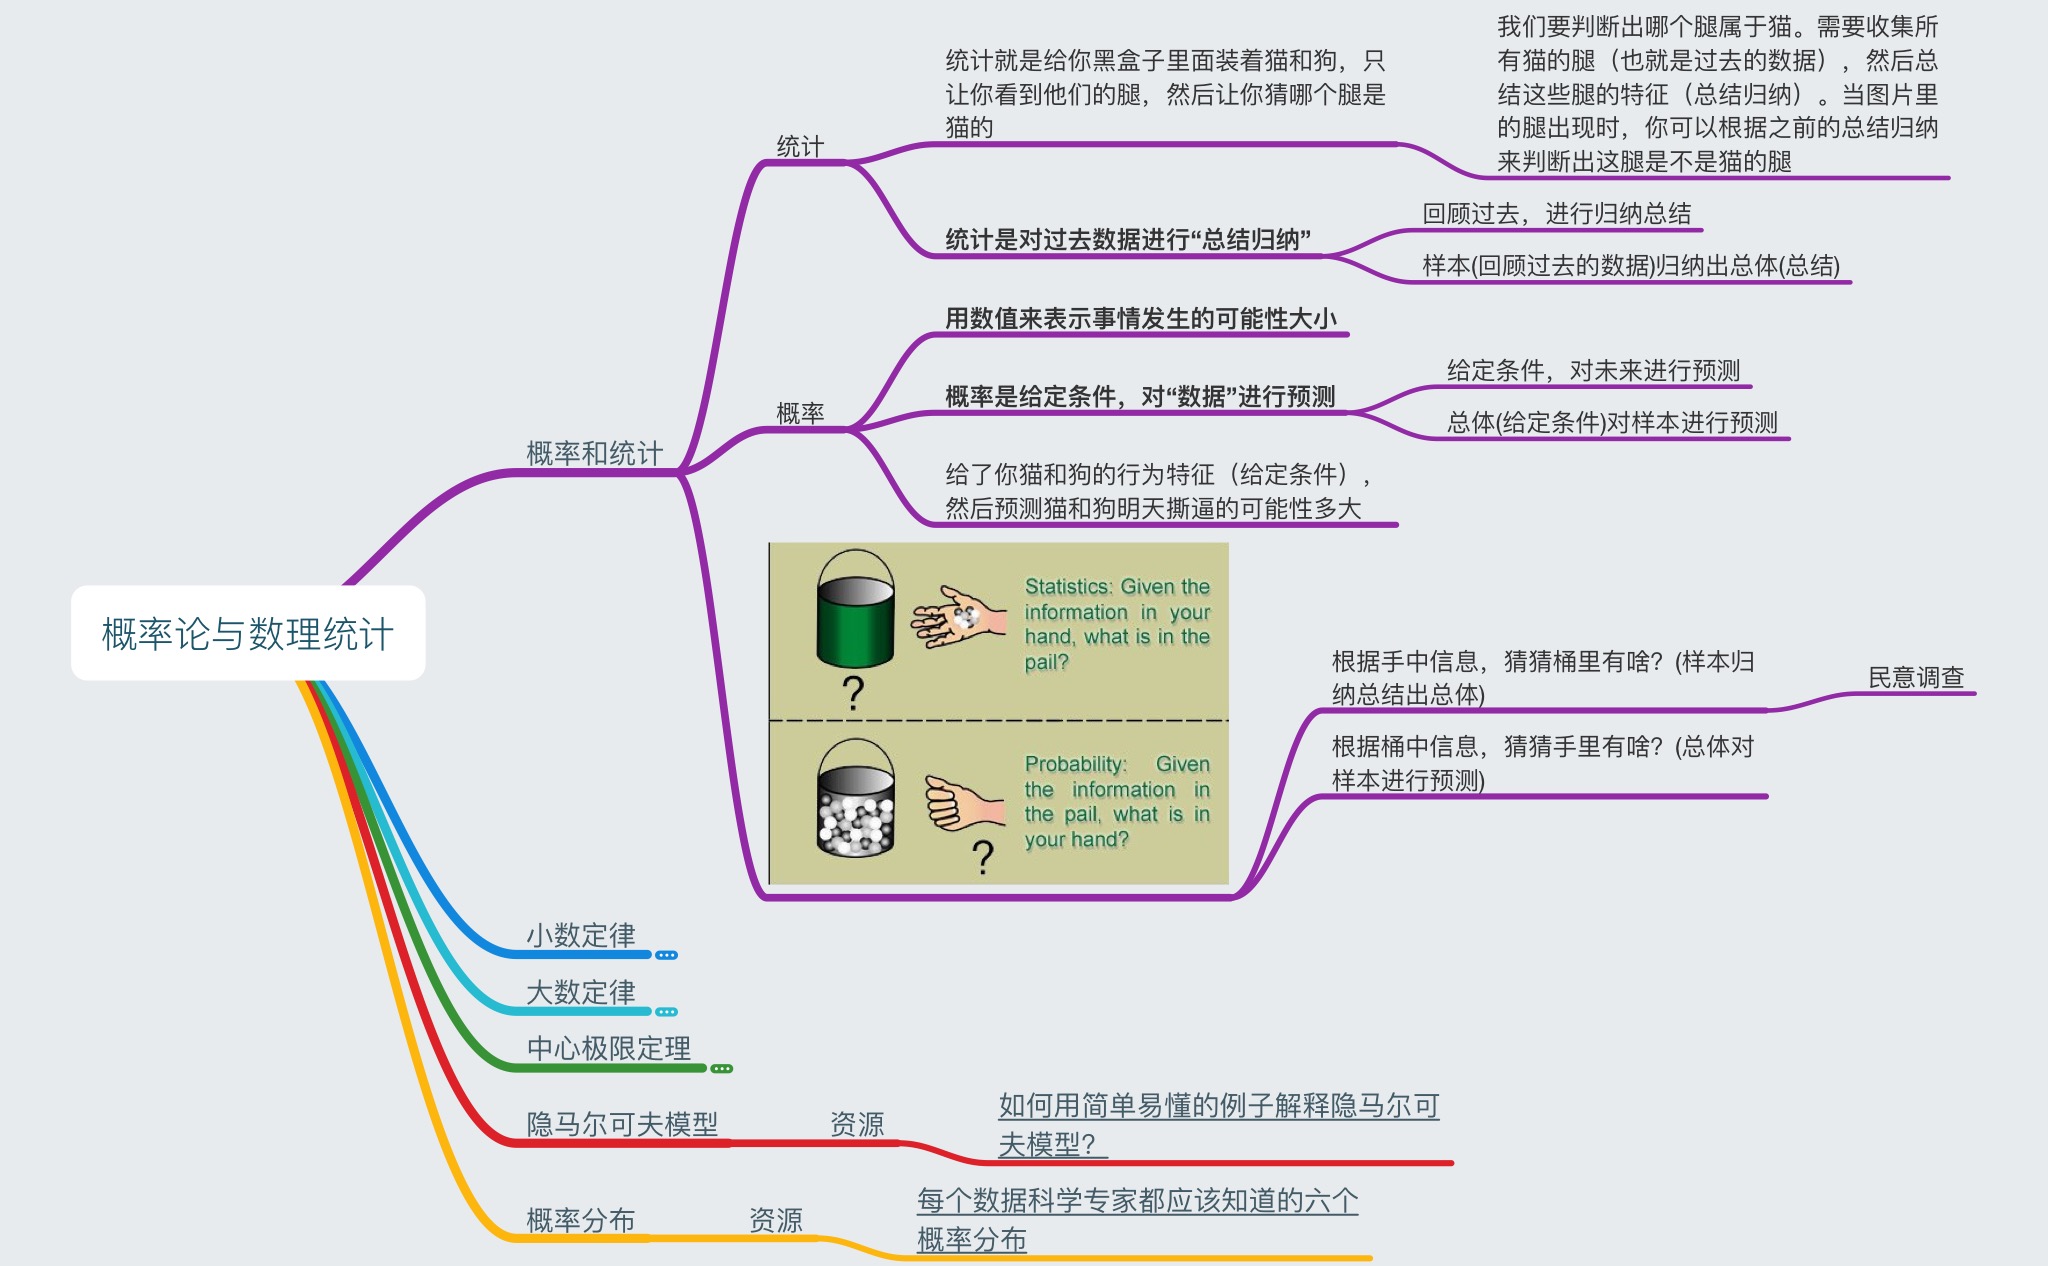 概率论与数理统计
概率和统计
统计
统计就是给你黑盒子里面装着猫和狗，只
让你看到他们的腿，然后让你猜哪个腿是
猫的
我们要判断出哪个腿属于猫。需要收集所
有猫的腿（也就是过去的数据），然后总
结这些腿的特征（总结归纳）。当图片里
的腿出现时，你可以根据之前的总结归纳
来判断出这腿是不是猫的腿
统计是对过去数据进行“总结归纳”
回顾过去，进行归纳总结
样本(回顾过去的数据)归纳出总体(总结)
概率
用数值来表示事情发生的可能性大小
概率是给定条件，对“数据”进行预测
给定条件，对未来进行预测
总体(给定条件)对样本进行预测
给了你猫和狗的行为特征（给定条件），
然后预测猫和狗明天撕逼的可能性多大
Statistics: Given the
information in your
hand, what is in the
pail?
?
Probability: Given
the information in
the pail, what is in
your hand?
?
根据手中信息，猜猜桶里有啥？(样本归
纳总结出总体)
民意调查
根据桶中信息，猜猜手里有啥？(总体对
样本进行预测)
小数定律
大数定律
中心极限定理
隐马尔可夫模型
资源
如何用简单易懂的例子解释隐马尔可
夫模型？
概率分布
资源
每个数据科学专家都应该知道的六个
概率分布